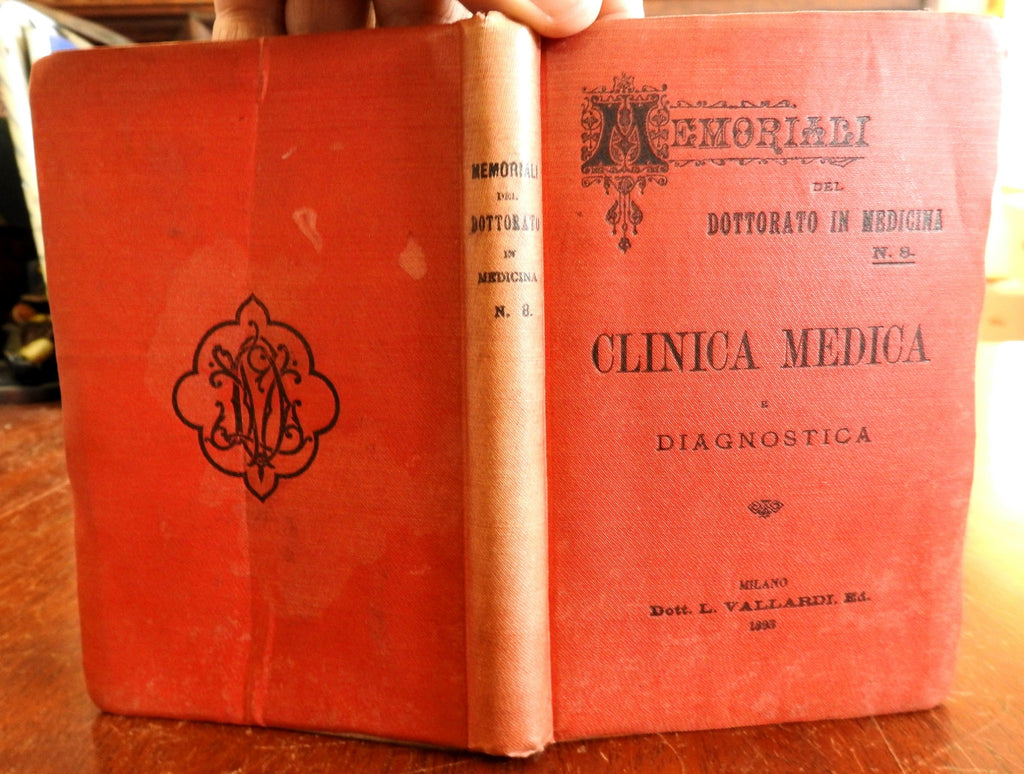 MEMORIALI
DEL
DOTTORATO
IN
MEDICINA
N. 8.
MEMORIALI
DEL
DOTTORATO IN MEDICINA
N. 8.
CLINICA MEDICA
E
DIAGNOSTICA
MILANO
Dott. L. VALLARDI, Ed.